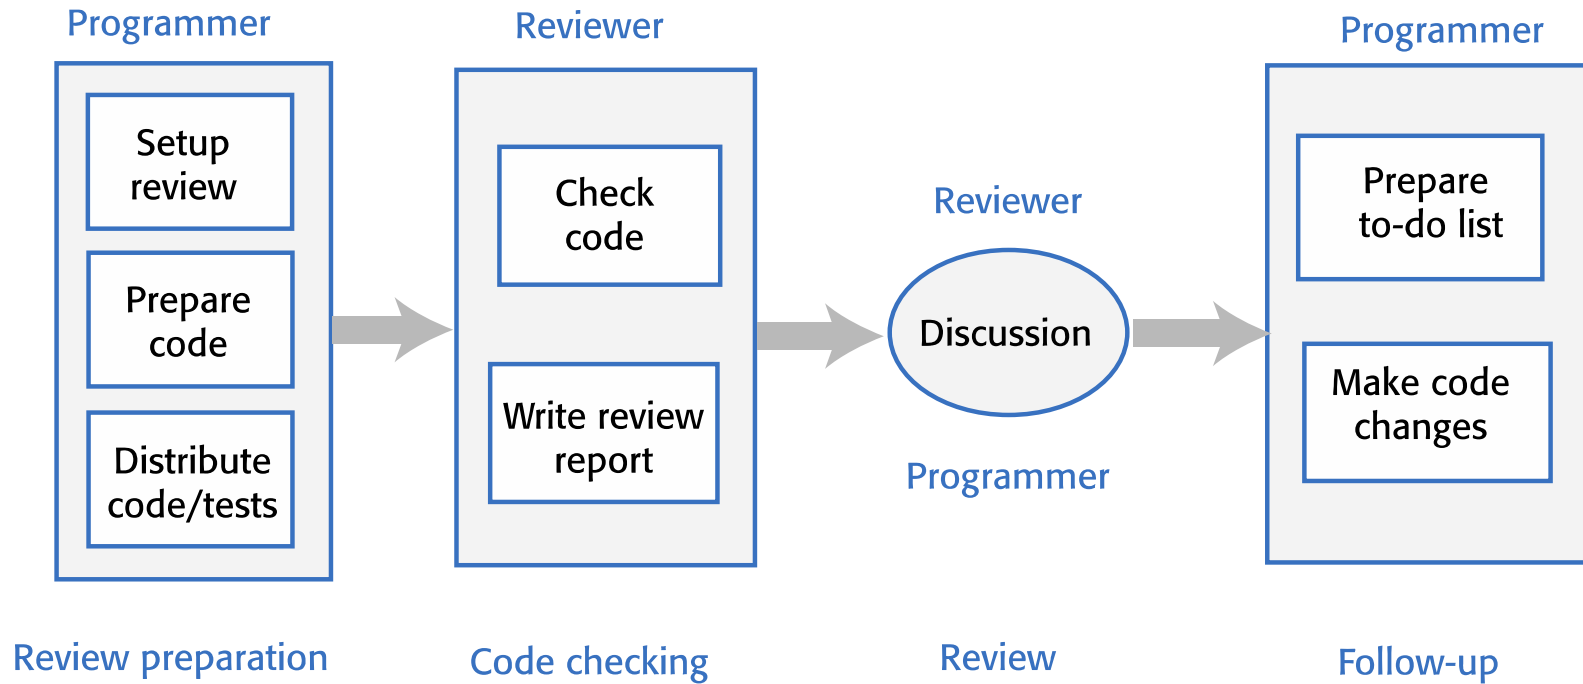 Programmer
Setup
review
Prepare
code
Distribute
code/tests
Review preparation
Reviewer
Check
code
Write review
report
Code checking
Reviewer
Discussion
Programmer
Review
Programmer
Prepare
to-do list
Make code
changes
Follow-up